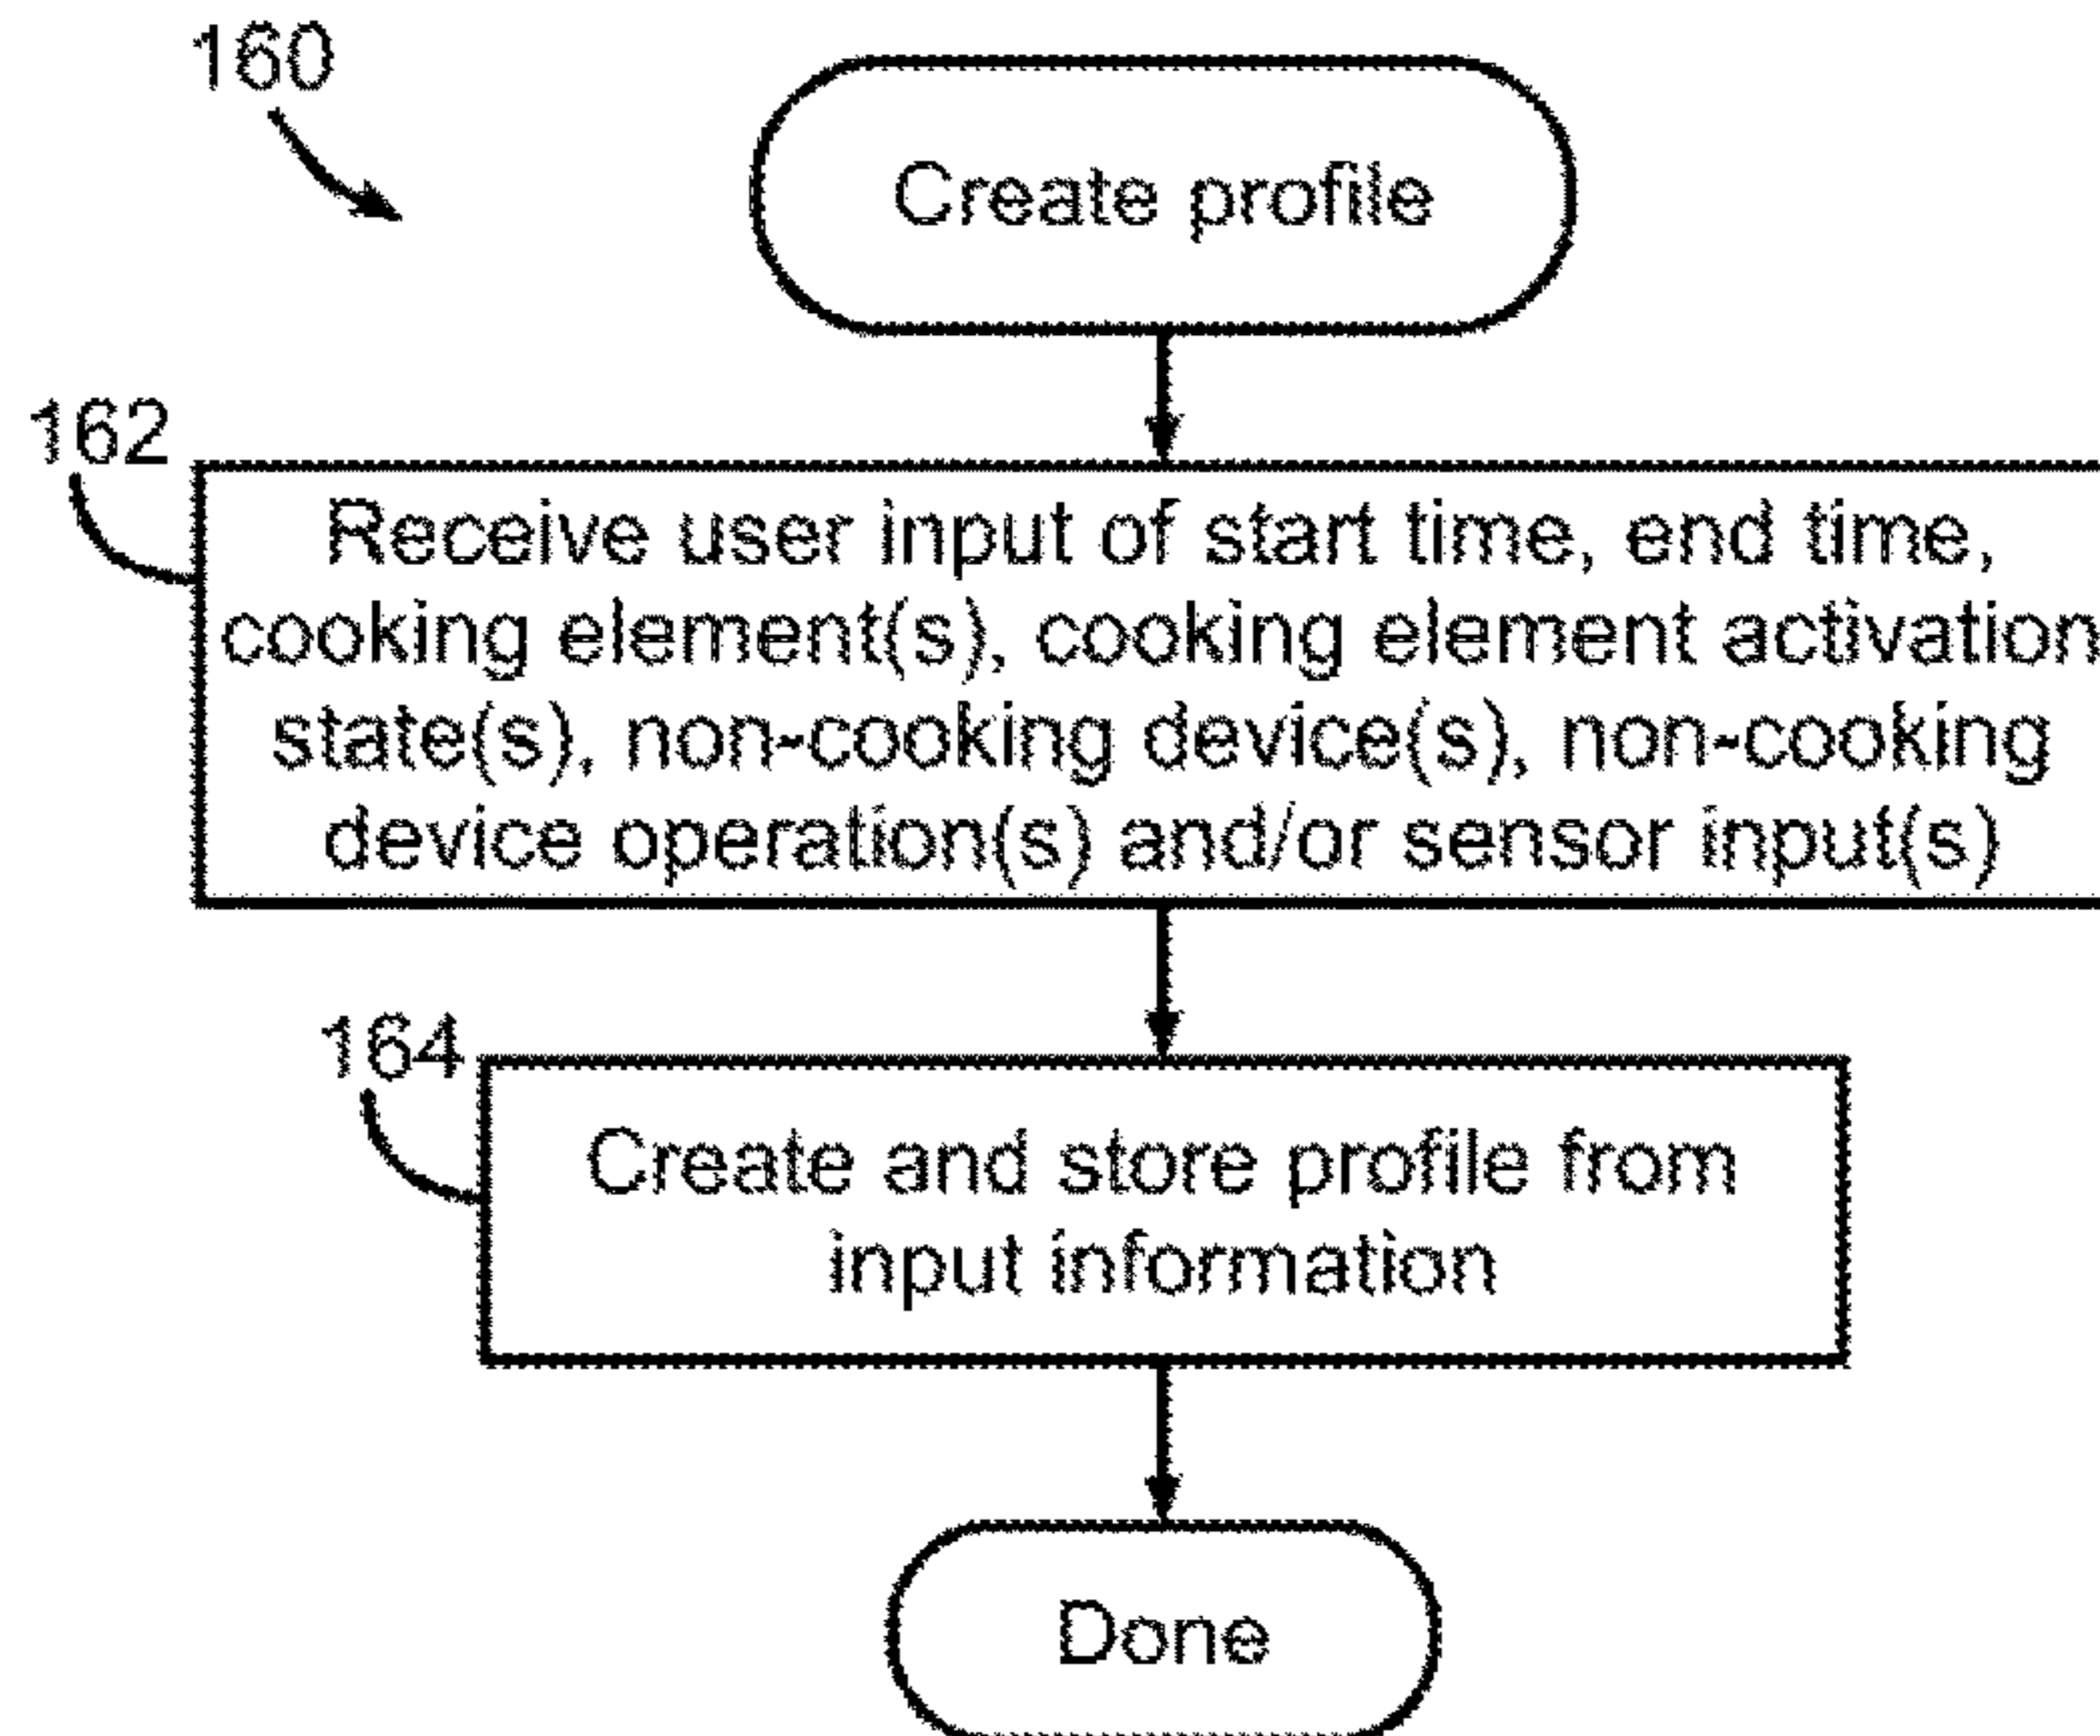 160
Create profile
162
Receive user input of start time, end time,
cooking element(s), cooking element activation
state(s), non-cooking device(s), non-cooking
device operation(s) and/or sensor input(s)
164
Create and store profile from
input information
Done